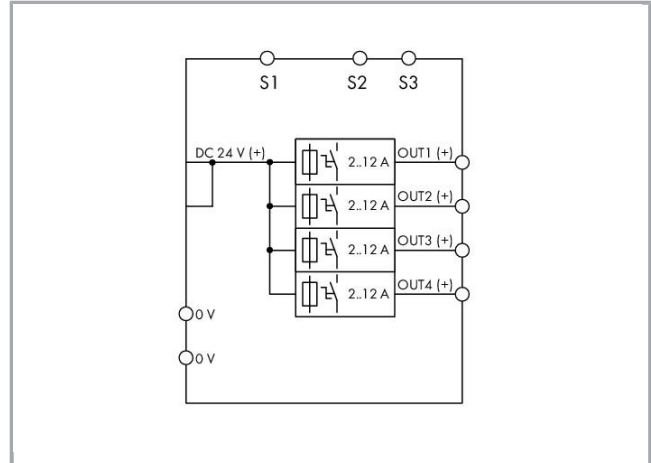 S1 S2 S3
DC 24 V (+) 2..12 A OUT1 (+)
2..12 A OUT2 (+)
2..12 A OUT3 (+)
2..12 A OUT4 (+)
0 V
0 V